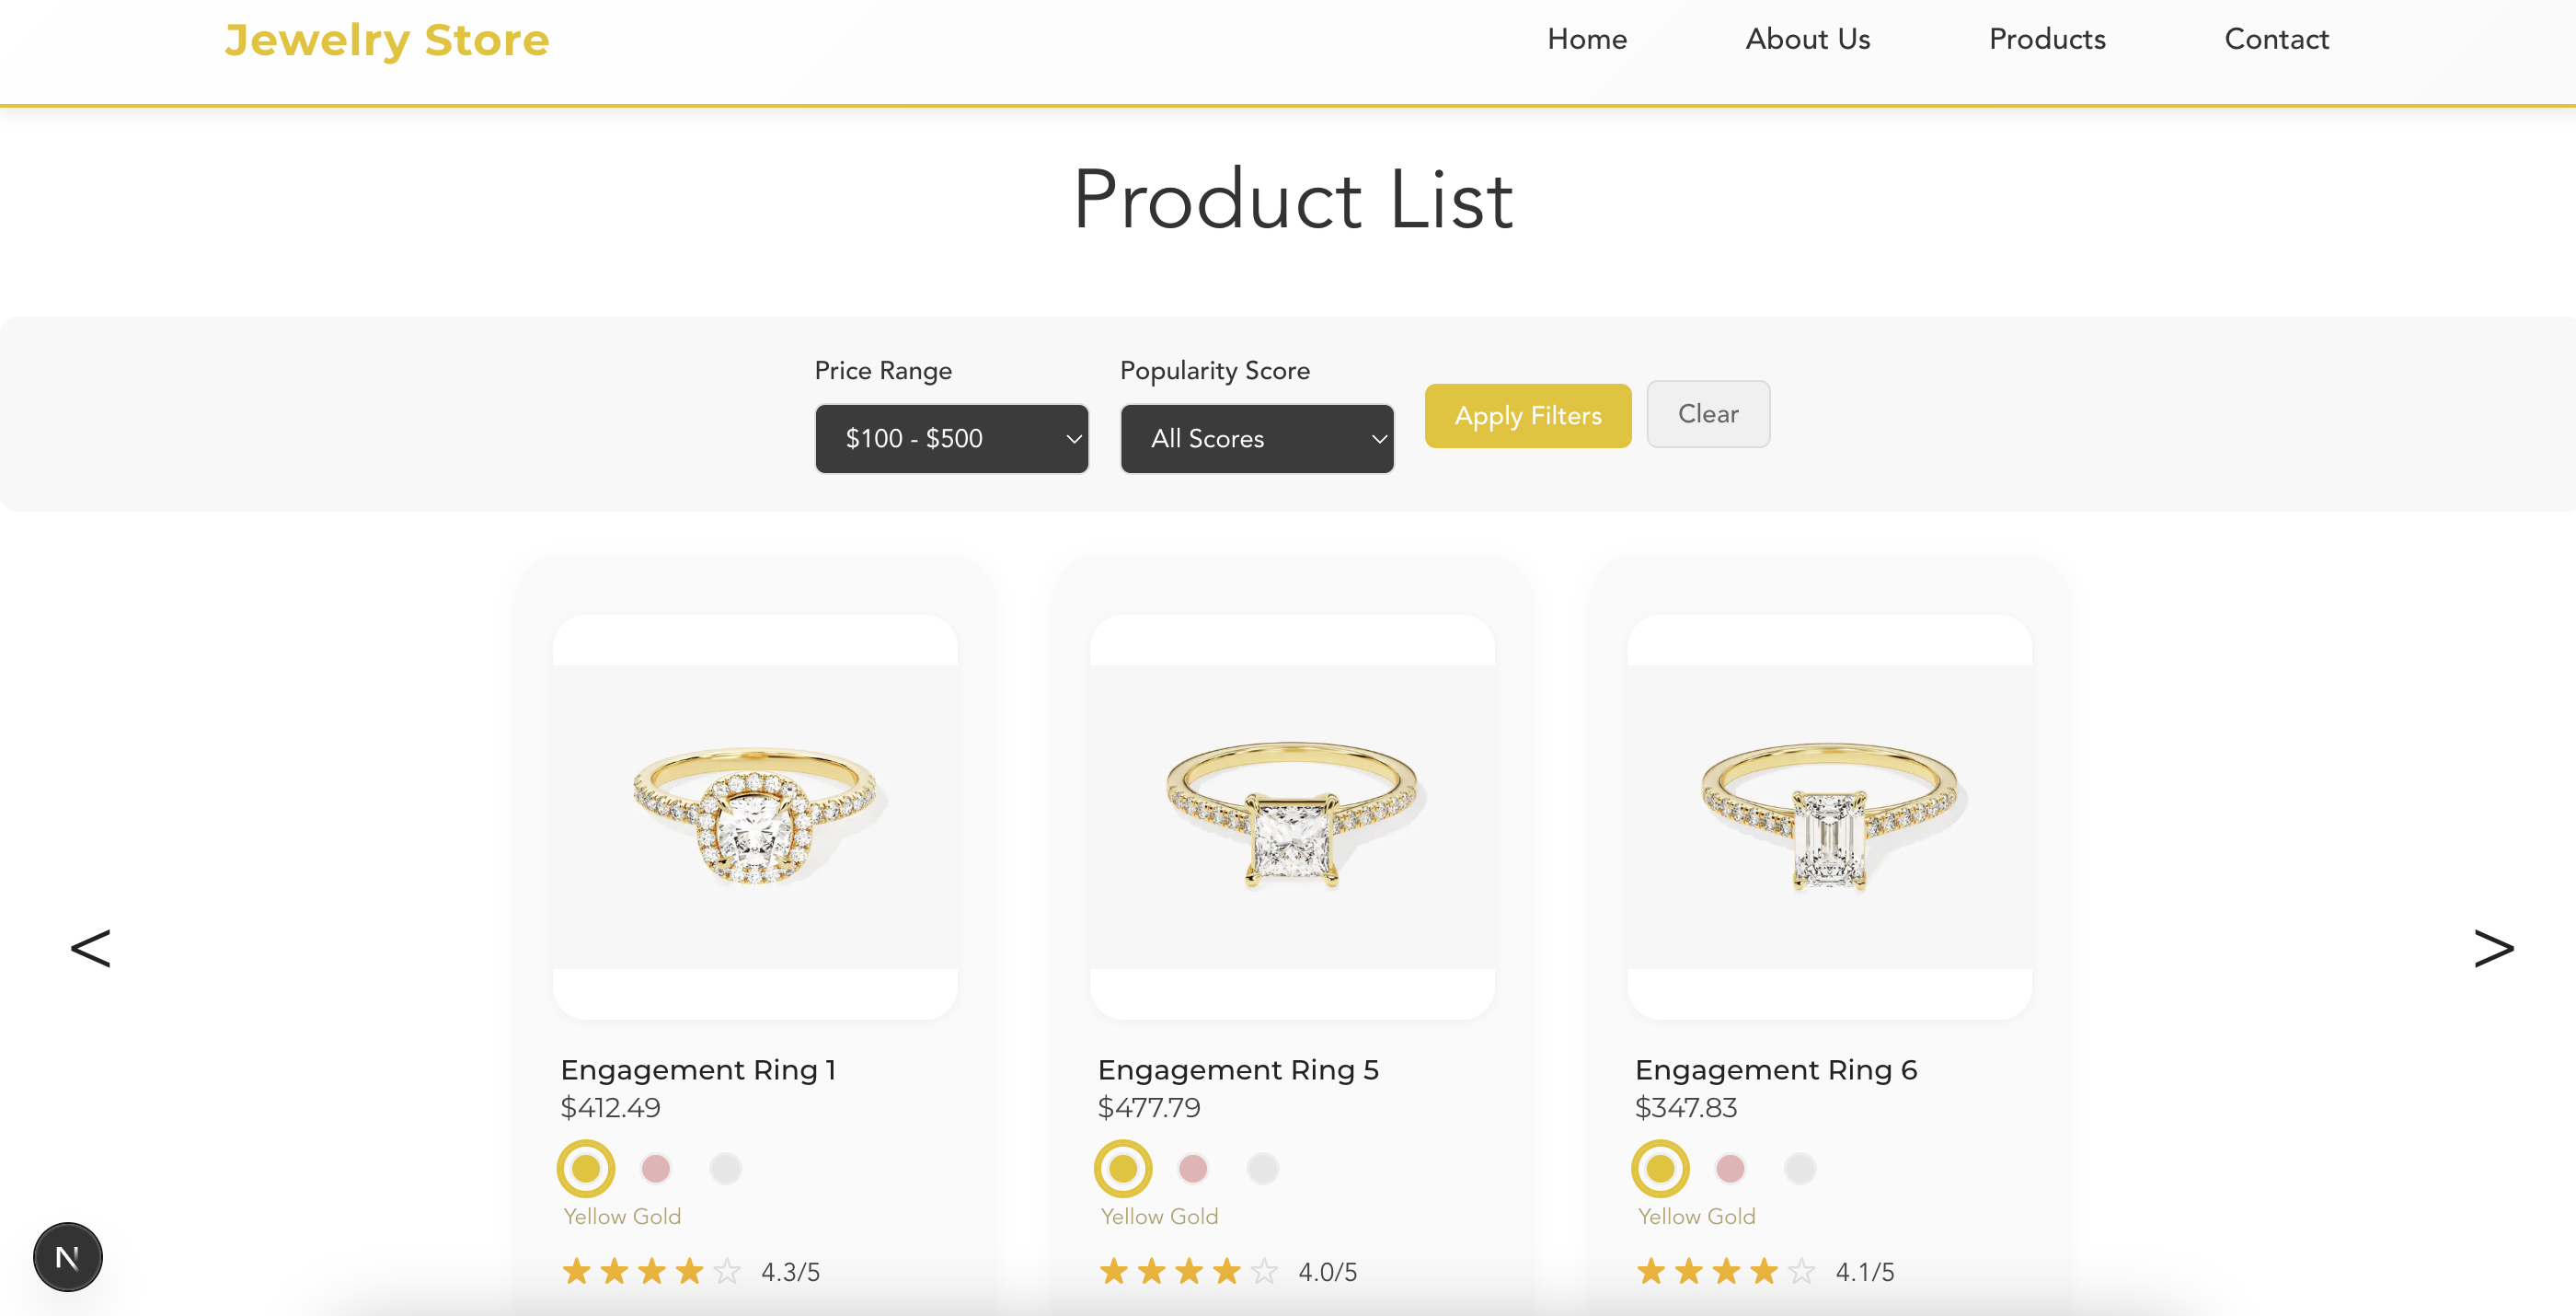 Jewelry Store
Home About Us Products Contact
Product List
Price Range Popularity Score
$100 - $500 All Scores Apply Filters Clear
< >
Engagement Ring 1
$412.49
Yellow Gold
4.3/5
Engagement Ring 5
$477.79
Yellow Gold
4.0/5
Engagement Ring 6
$347.83
Yellow Gold
4.1/5
N